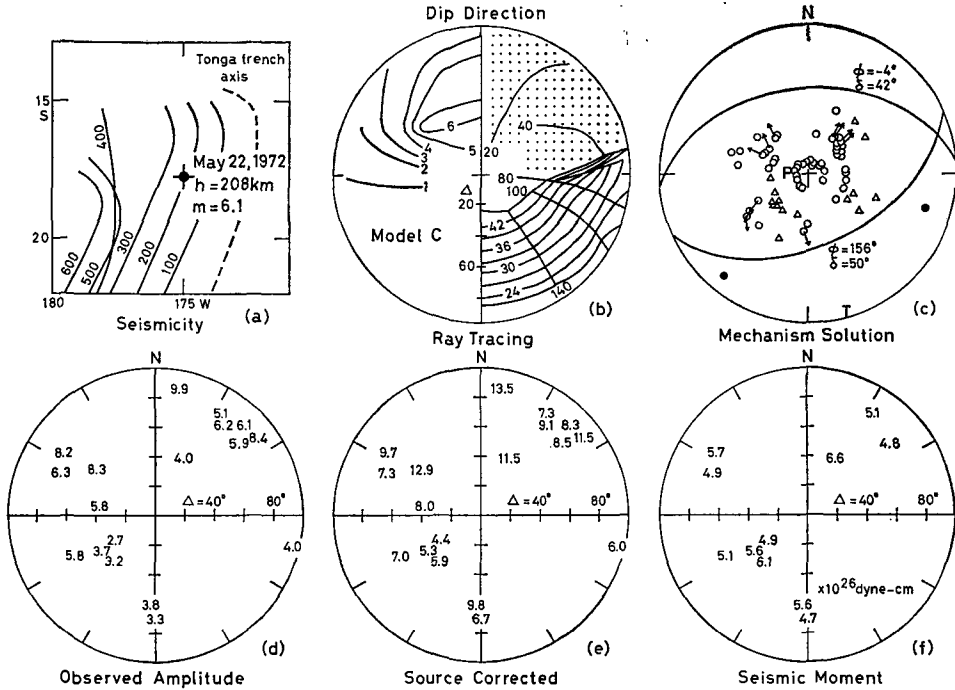 Tonga trench
axis
15
S
20
180
175 W
400
600
500
300
200
100
May 22, 1972
h = 208km
m = 6.1
Seismicity
(a)
Dip Direction
6
4
3
2
1
5
20
40
80
100
Δ
20
42
36
60
30
24
140
Model C
(b)
Ray Tracing
N
ϕ = -4°
δ = 42°
P
ϕ = 156°
δ = 50°
T
(c)
Mechanism Solution
N
9.9
5.1
6.2 6.1
5.9 8.4
8.2
6.3 8.3
4.0
5.8
Δ = 40° 80°
2.7
5.8 3.7
3.2
4.0
3.8
3.3
(d)
Observed Amplitude
N
13.5
7.3
9.1 8.3
8.5 11.5
9.7
7.3 12.9
11.5
8.0
Δ = 40° 80°
4.4
7.0 5.3
5.9
6.0
9.8
6.7
(e)
Source Corrected
N
5.1
4.8
5.7
4.9
6.6
Δ = 40° 80°
4.9
5.1 5.6
6.1
x10²⁶dyne-cm
5.6
4.7
(f)
Seismic Moment